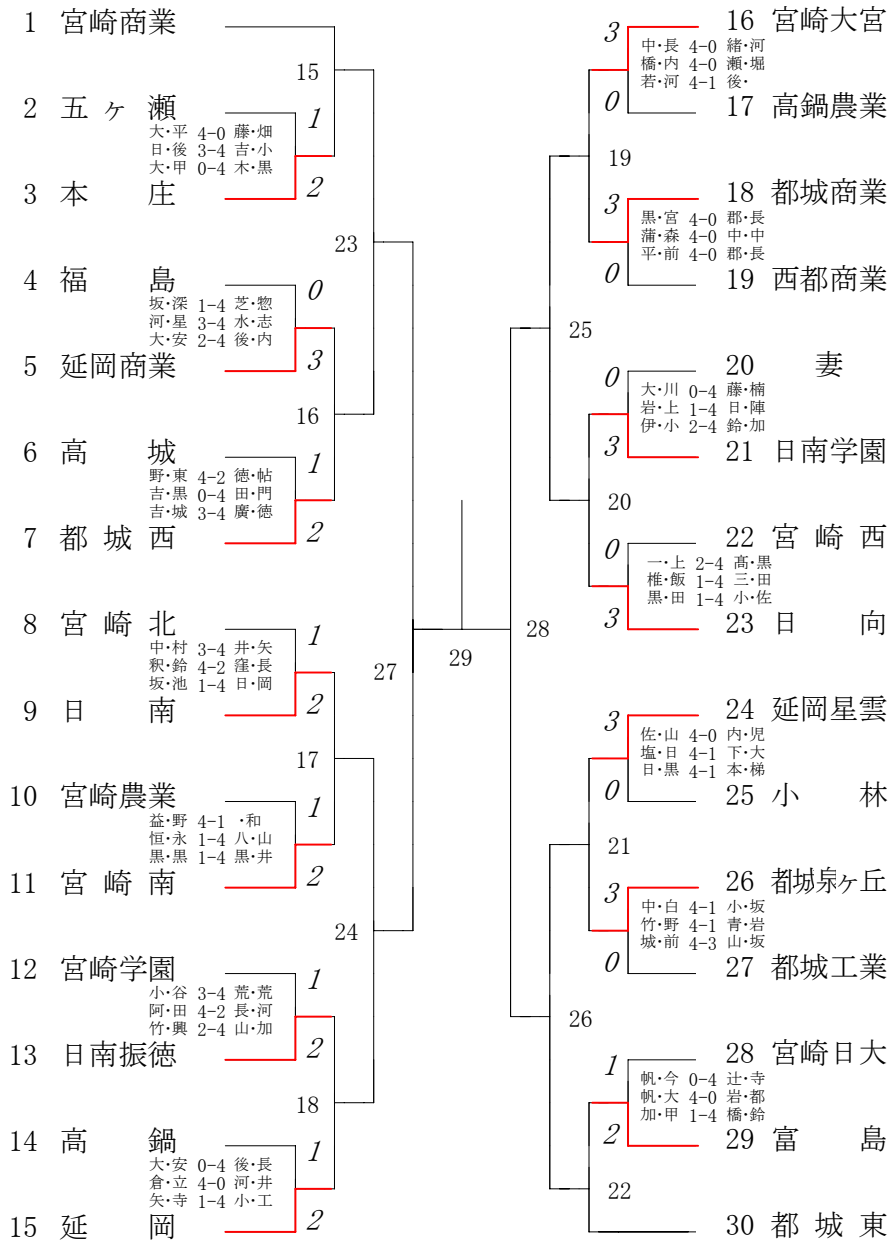 1 宮崎商業
15
2 五ヶ瀬
1
大・平 4-0 藤・畑
日・後 3-4 吉・小
大・甲 0-4 木・黒
3 本庄
2
23
4 福島
0
坂・深 1-4 芝・惣
河・星 3-4 水・志
大・安 2-4 後・内
5 延岡商業
3
16
6 高城
1
野・東 4-2 徳・帖
吉・黒 0-4 田・門
吉・城 3-4 廣・徳
7 都城西
2
8 宮崎北
1
中・村 3-4 井・矢
釈・鈴 4-2 窪・長
坂・池 1-4 日・岡
9 日南
2
27
17
10 宮崎農業
1
益・野 4-1 ・和
恒・永 1-4 八・山
黒・黒 1-4 黒・井
11 宮崎南
2
24
12 宮崎学園
1
小・谷 3-4 荒・荒
阿・田 4-2 長・河
竹・興 2-4 山・加
13 日南振徳
2
18
14 高鍋
1
大・安 0-4 後・長
倉・立 4-0 河・井
矢・寺 1-4 小・工
15 延岡
2
29
16 宮崎大宮
3
中・長 4-0 緒・河
橋・内 4-0 瀬・堀
若・河 4-1 後・
0
17 高鍋農業
19
18 都城商業
3
黒・宮 4-0 郡・長
蒲・森 4-0 中・中
平・前 4-0 郡・長
0
19 西都商業
25
20 妻
0
大・川 0-4 藤・楠
岩・上 1-4 日・陣
伊・小 2-4 鈴・加
3
21 日南学園
20
22 宮崎西
0
一・上 2-4 髙・黒
椎・飯 1-4 三・田
黒・田 1-4 小・佐
3
23 日向
28
24 延岡星雲
3
佐・山 4-0 内・児
塩・日 4-1 下・大
日・黒 4-1 本・梯
0
25 小林
21
26 都城泉ヶ丘
3
中・白 4-1 小・坂
竹・野 4-1 青・岩
城・前 4-3 山・坂
0
27 都城工業
26
28 宮崎日大
1
帆・今 0-4 辻・寺
帆・大 4-0 岩・都
加・甲 1-4 橋・鈴
2
29 富島
22
30 都城東